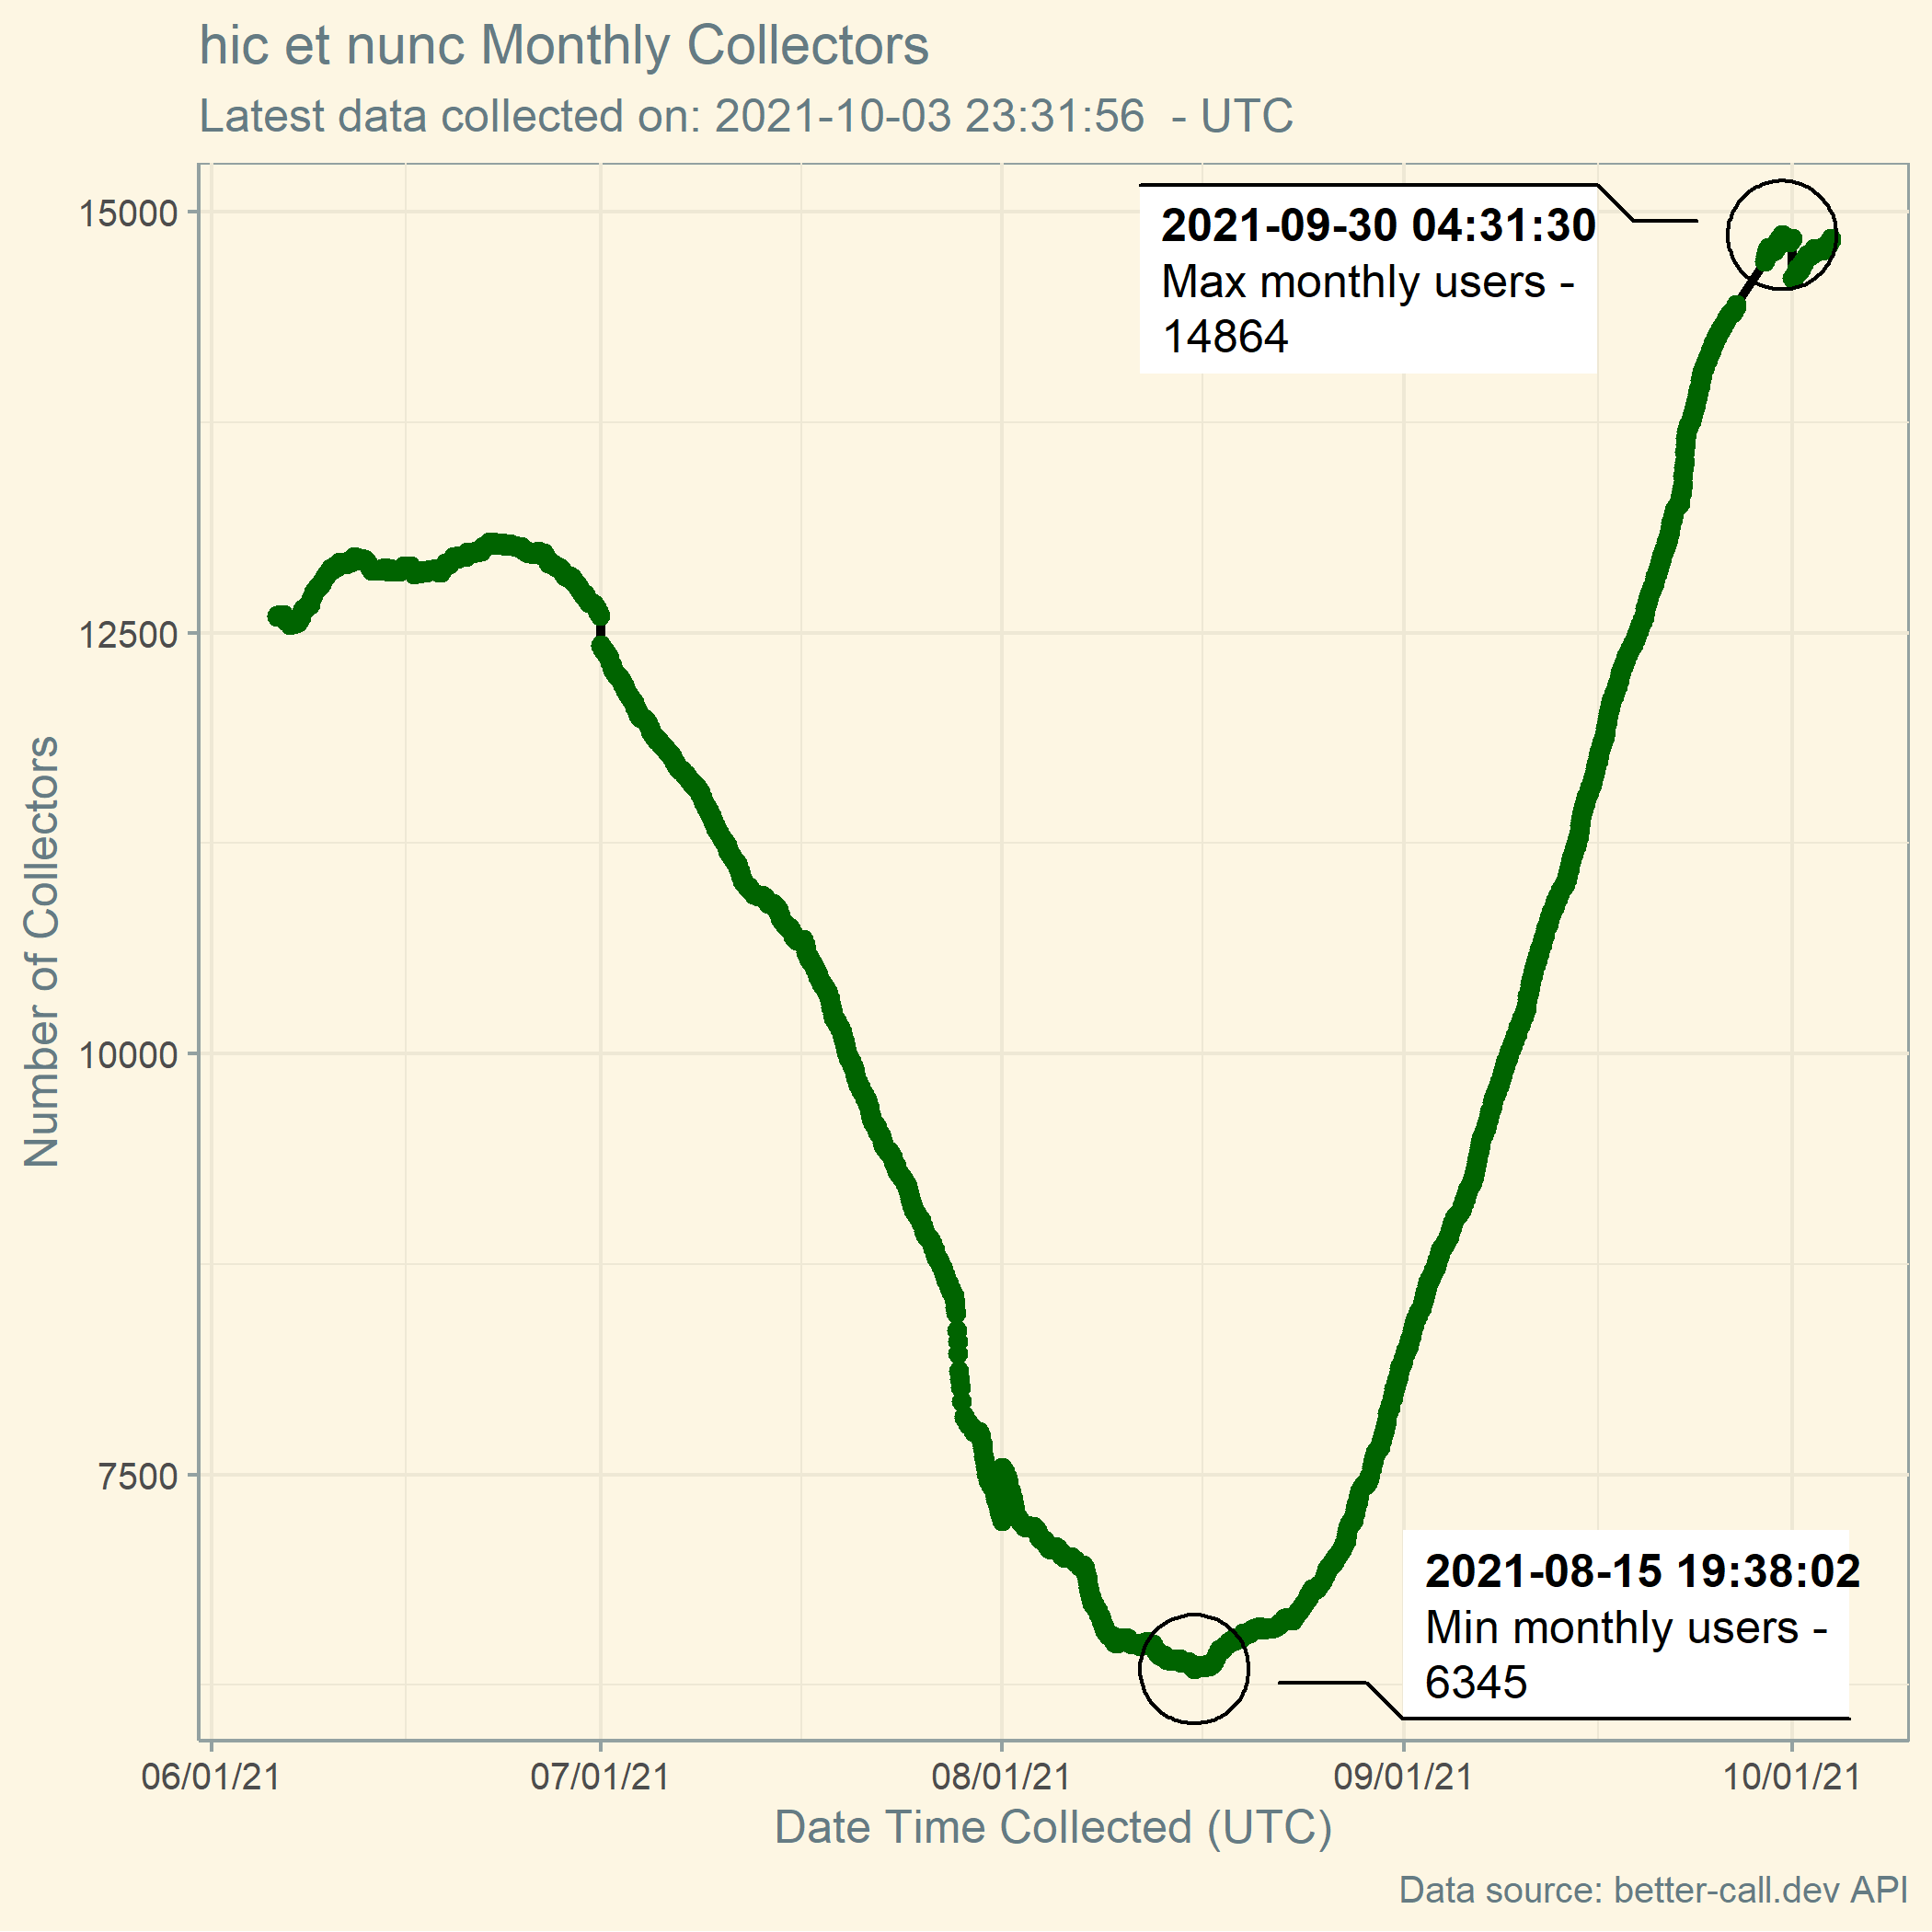 hic et nunc Monthly Collectors
Latest data collected on: 2021-10-03 23:31:56  - UTC
15000
12500
10000
7500
Number of Collectors
2021-09-30 04:31:30
Max monthly users -
14864
2021-08-15 19:38:02
Min monthly users -
6345
06/01/21
07/01/21
08/01/21
09/01/21
10/01/21
Date Time Collected (UTC)
Data source: better-call.dev API